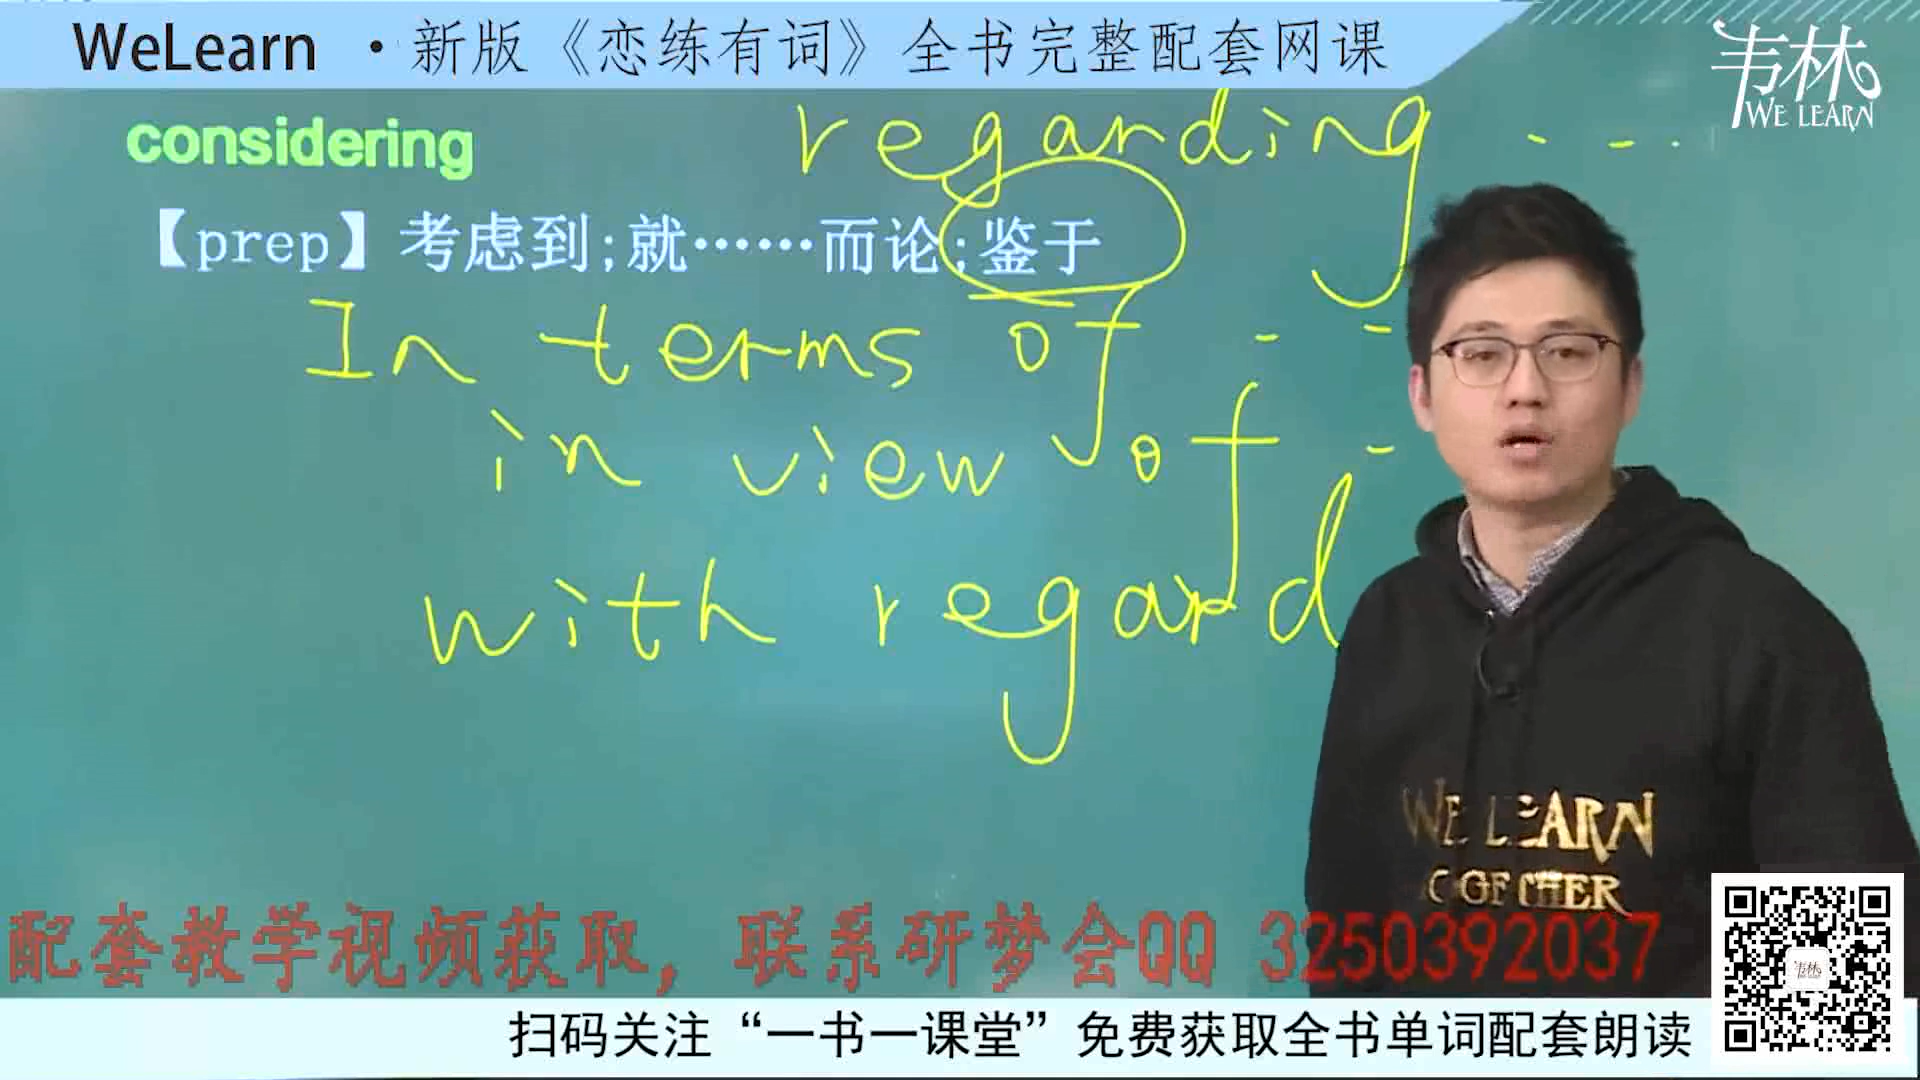 WeLearn ·新版《恋练有词》全书完整配套网课
韦林
WE LEARN
considering
regarding - - - .
【prep】考虑到;就……而论;鉴于
In terms of - -
in view of -
with regard
WE LEARN
配套教学视频获取，联系研梦会QQ 3250392037
韦林
扫码关注“一书一课堂”免费获取全书单词配套朗读